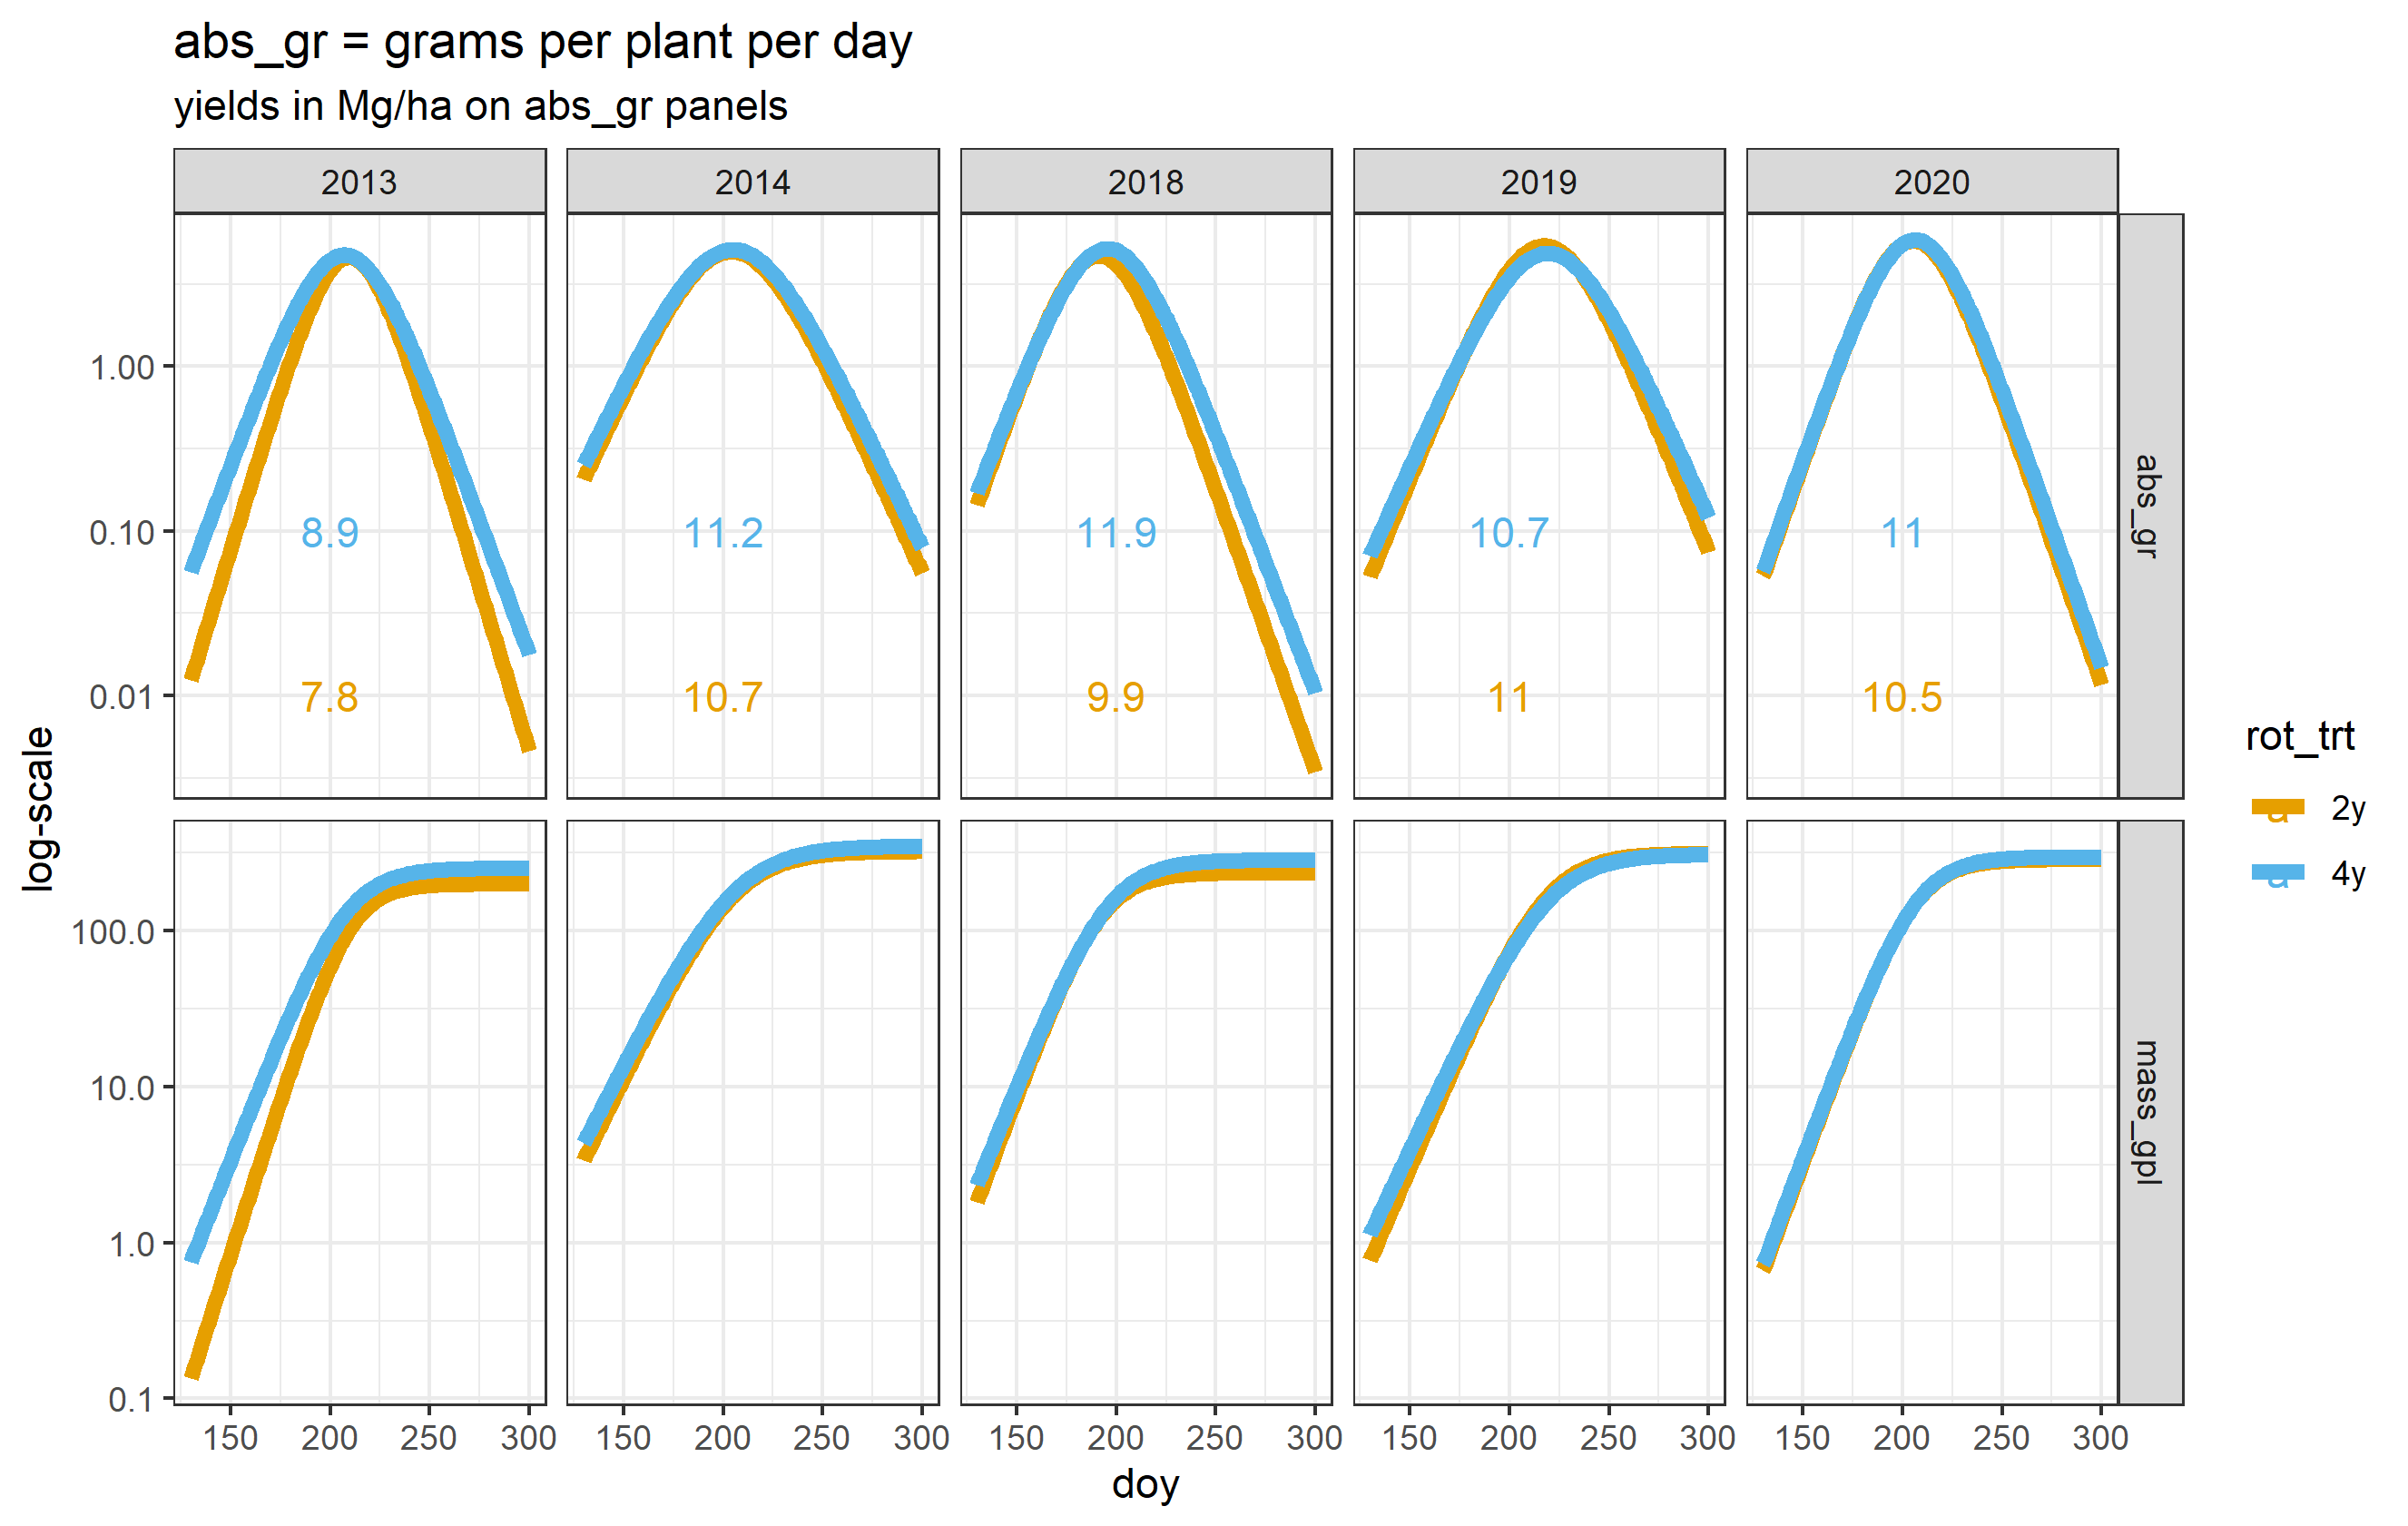 abs_gr = grams per plant per day
yields in Mg/ha on abs_gr panels
2013 2014 2018 2019 2020
1.00
0.10
0.01
8.9 11.2 11.9 10.7 11
7.8 10.7 9.9 11 10.5
abs_gr
log-scale
100.0
10.0
1.0
0.1
mass_gpl
150 200 250 300 150 200 250 300 150 200 250 300 150 200 250 300 150 200 250 300
doy
rot_trt
a 2y
a 4y